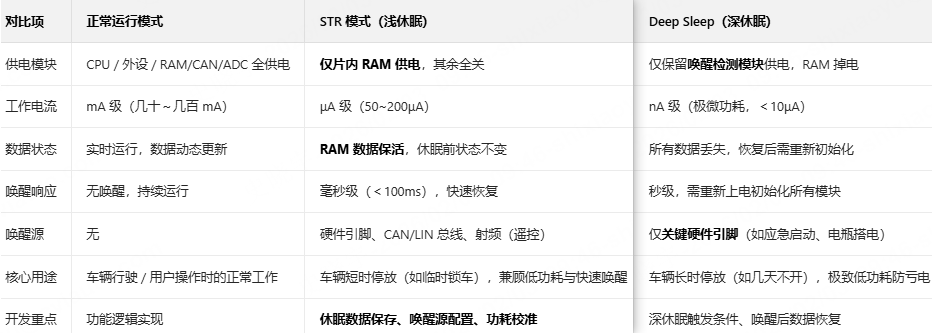 对比项 正常运行模式 STR 模式（浅休眠） Deep Sleep（深休眠）
供电模块 CPU / 外设 / RAM/CAN/ADC 全供电 仅片内 RAM 供电，其余全关 仅保留唤醒检测模块供电，RAM 掉电
工作电流 mA 级（几十～几百 mA） μA 级（50~200μA） nA 级（极微功耗，＜10μA）
数据状态 实时运行，数据动态更新 RAM 数据保活，休眠前状态不变 所有数据丢失，恢复后需重新初始化
唤醒响应 无唤醒，持续运行 毫秒级（＜100ms），快速恢复 秒级，需重新上电初始化所有模块
唤醒源 无 硬件引脚、CAN/LIN 总线、射频（遥控） 仅关键硬件引脚（如应急启动、电瓶搭电）
核心用途 车辆行驶 / 用户操作时的正常工作 车辆短时停放（如临时锁车），兼顾低功耗与快速唤醒 车辆长时停放（如几天不开），极致低功耗防亏电
开发重点 功能逻辑实现 休眠数据保存、唤醒源配置、功耗校准 深休眠触发条件、唤醒后数据恢复